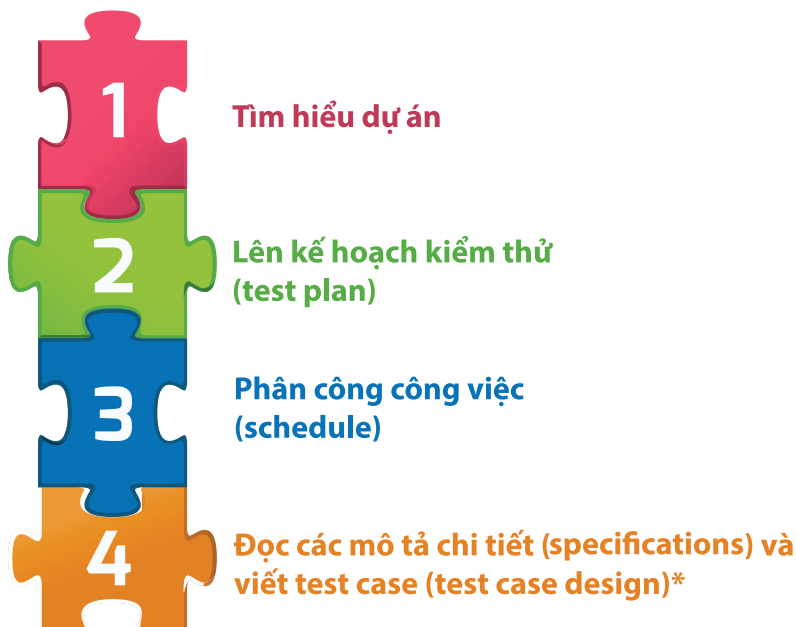 1
Tìm hiểu dự án
2
Lên kế hoạch kiểm thử
(test plan)
3
Phân công công việc
(schedule)
4
Đọc các mô tả chi tiết (specifications) và
viết test case (test case design)*